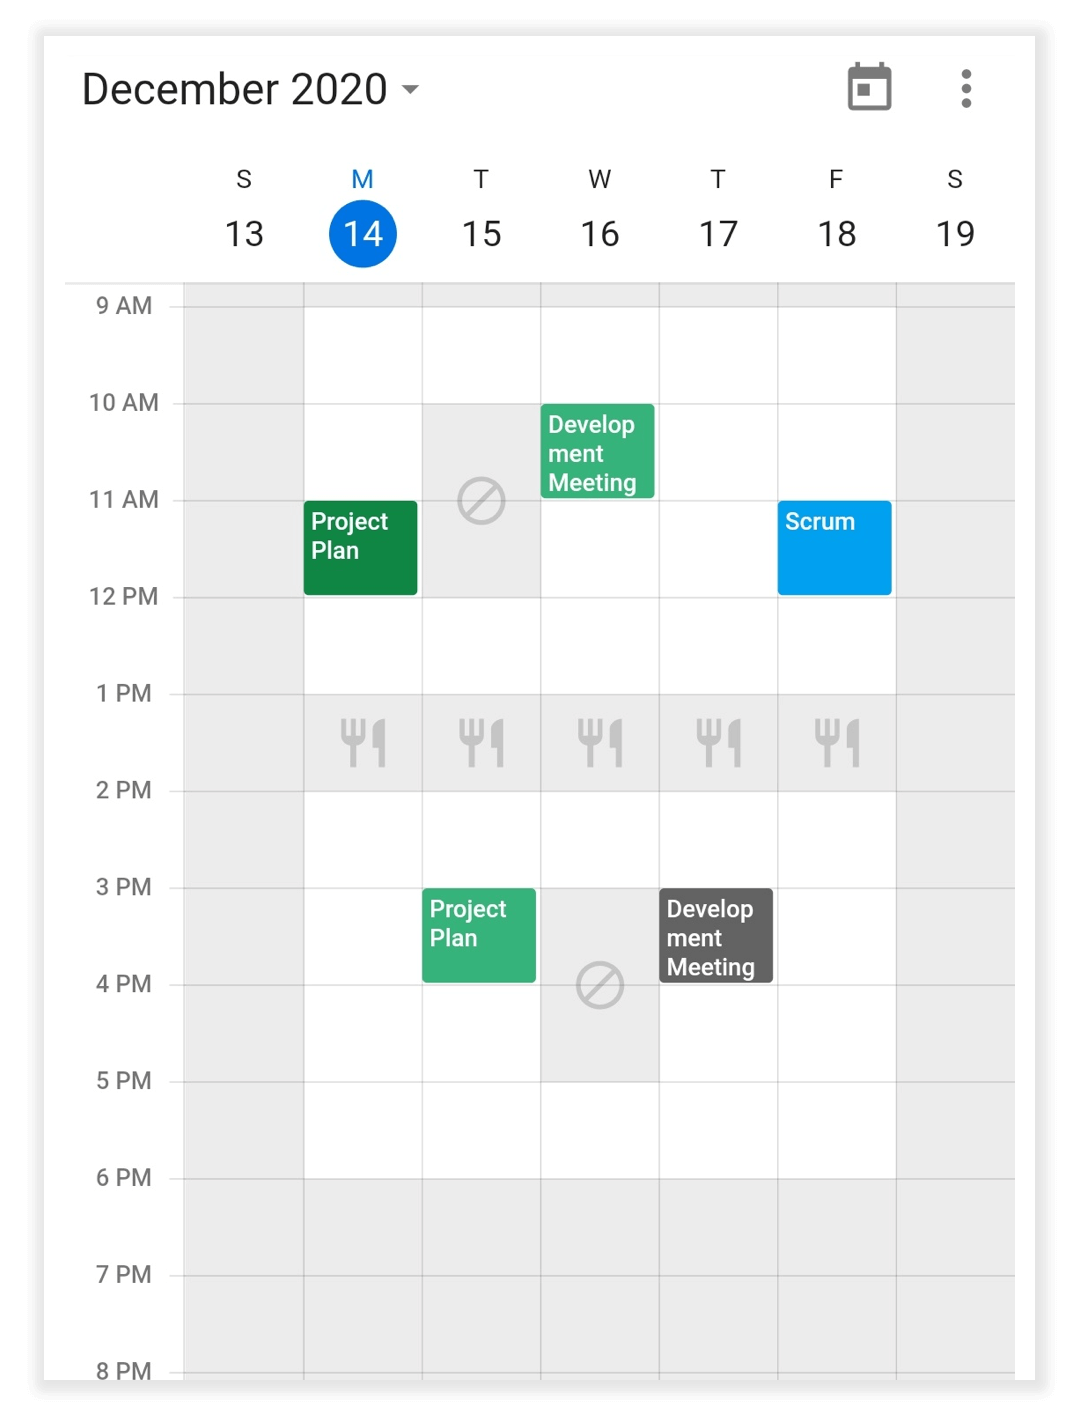 December 2020
S M T W T F S
13 14 15 16 17 18 19
9 AM
10 AM
Develop
ment
Meeting
11 AM
Project
Plan
Scrum
12 PM
1 PM
2 PM
3 PM
Project
Plan
Develop
ment
Meeting
4 PM
5 PM
6 PM
7 PM
8 PM